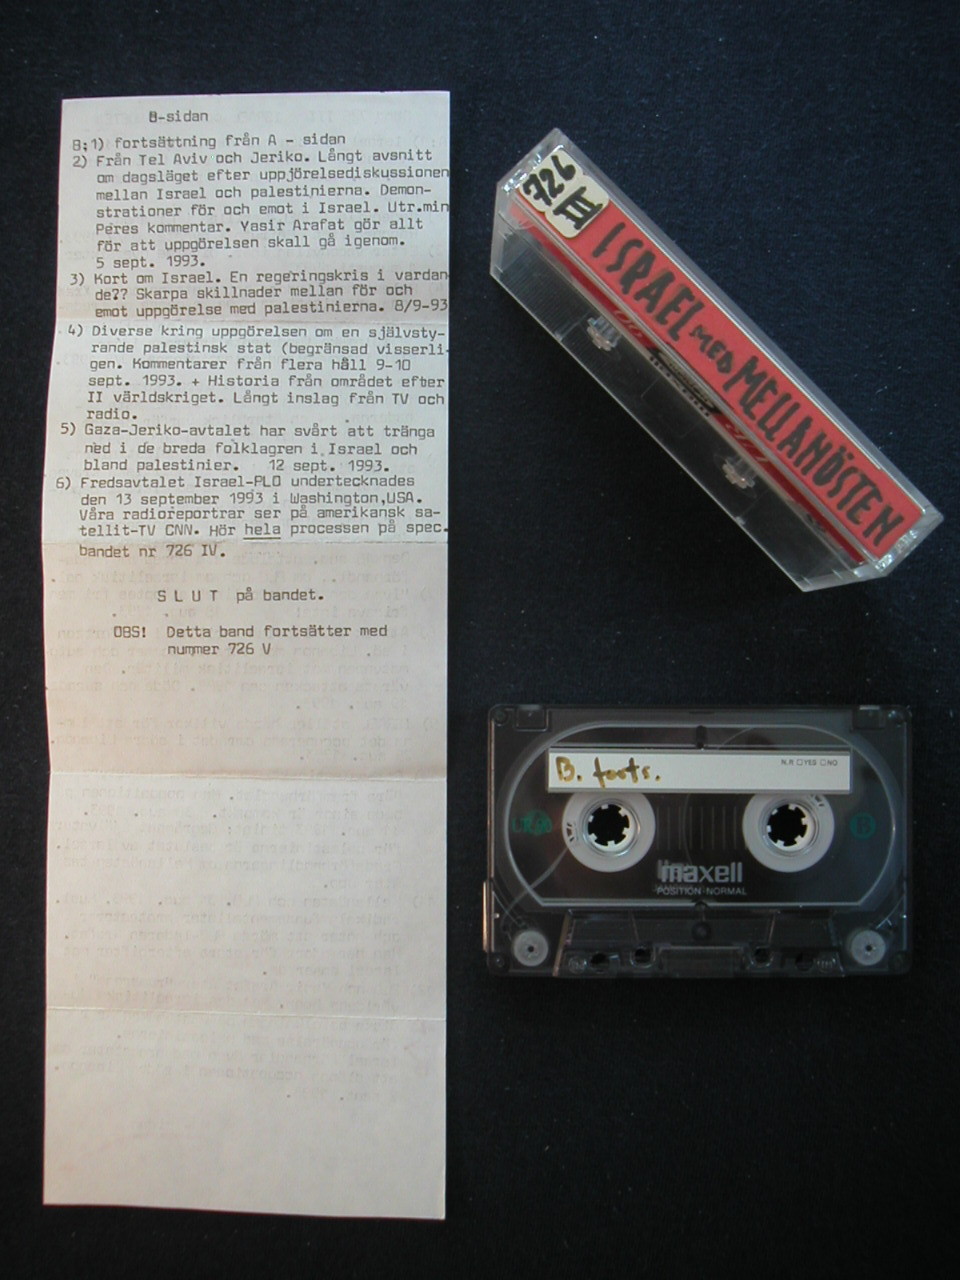 B-sidan
B;1) fortsättning från A - sidan
2) Från Tel Aviv och Jeriko. Långt avsnitt
om dagsläget efter uppjörelsediskussionen
mellan Israel och palestinierna. Demon-
strationer för och emot i Israel. Utr.min
Peres kommentar. Yasir Arafat gör allt
för att uppgörelsen skall gå igenom.
5 sept. 1993.
3) Kort om Israel. En regeringskris i vardan
de?? Skarpa skillnader mellan för och
emot uppgörelse med palestinierna. 8/9-93
4) Diverse kring uppgörelsen om en självsty-
rande palestinsk stat (begränsad visserli-
gen. Kommentarer från flera håll 9-10
sept. 1993. + Historia från området efter
II världskriget. Långt inslag från TV och
radio.
5) Gaza-Jeriko-avtalet har svårt att tränga
ned i de breda folklagren i Israel och
bland palestinier. 12 sept. 1993.
6) Fredsavtalet Israel-PLO undertecknades
den 13 september 1993 i Washington,USA.
Våra radioreportrar ser på amerikansk sa-
tellit-TV CNN. Hör hela processen på spec.
bandet nr 726 IV.
S L U T på bandet.
OBS! Detta band fortsätter med
nummer 726 V
726
III
ISRAEL MED MELLANÖSTEN
B. forts.
N.R □YES □NO
B
maxell
POSITION·NORMAL